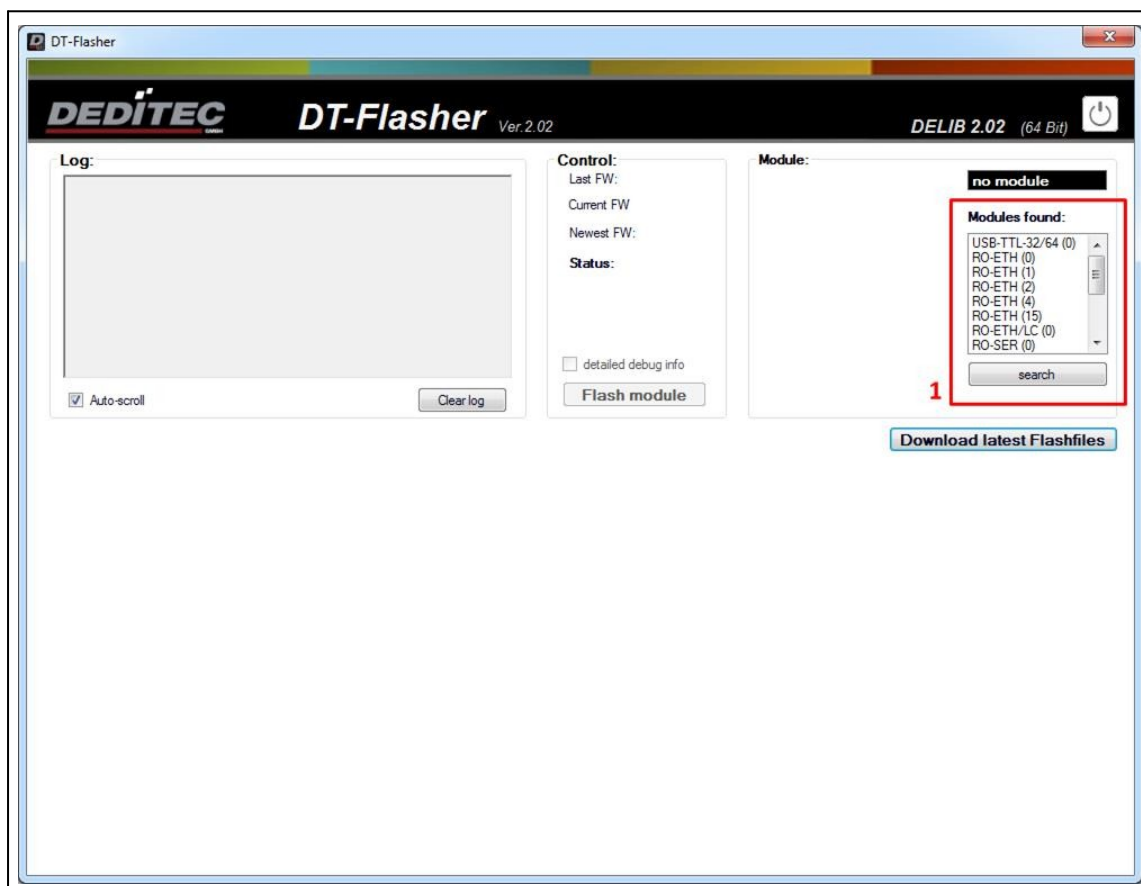 DT-Flasher
DEDITEC
GMBH
DT-Flasher Ver.2.02
DELIB 2.02 (64 Bit)
Log:
Auto-scroll
Clear log
Control:
Last FW:
Current FW
Newest FW:
Status:
detailed debug info
Flash module
Module:
no module
Modules found:
USB-TTL-32/64 (0)
RO-ETH (0)
RO-ETH (1)
RO-ETH (2)
RO-ETH (4)
RO-ETH (15)
RO-ETH/LC (0)
RO-SER (0)
search
1
Download latest Flashfiles